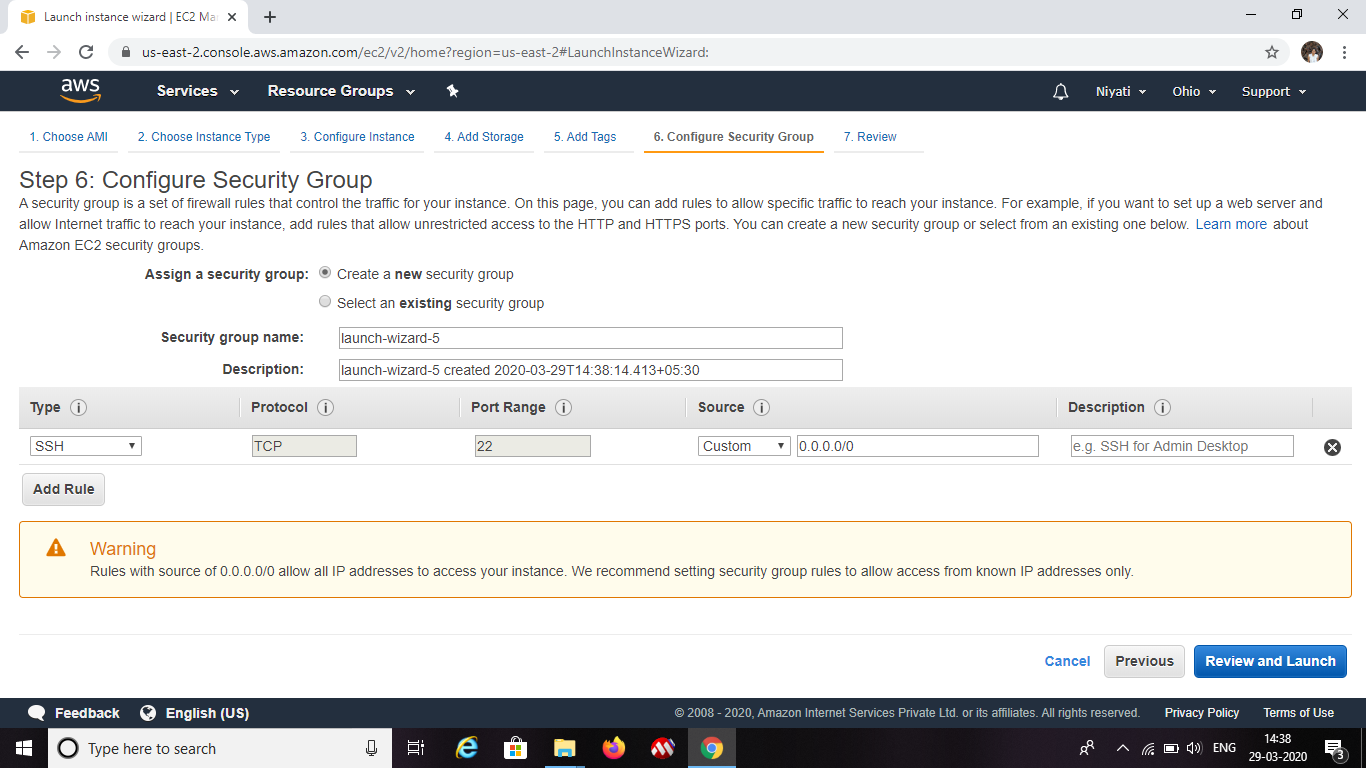 Launch instance wizard | EC2 Mar
us-east-2.console.aws.amazon.com/ec2/v2/home?region=us-east-2#LaunchInstanceWizard:
aws Services Resource Groups Niyati Ohio Support
1. Choose AMI 2. Choose Instance Type 3. Configure Instance 4. Add Storage 5. Add Tags 6. Configure Security Group 7. Review
Step 6: Configure Security Group
A security group is a set of firewall rules that control the traffic for your instance. On this page, you can add rules to allow specific traffic to reach your instance. For example, if you want to set up a web server and
allow Internet traffic to reach your instance, add rules that allow unrestricted access to the HTTP and HTTPS ports. You can create a new security group or select from an existing one below. Learn more about
Amazon EC2 security groups.
Assign a security group: Create a new security group
Select an existing security group
Security group name: launch-wizard-5
Description: launch-wizard-5 created 2020-03-29T14:38:14.413+05:30
Type Protocol Port Range Source Description
SSH TCP 22 Custom 0.0.0.0/0 e.g. SSH for Admin Desktop
Add Rule
Warning
Rules with source of 0.0.0.0/0 allow all IP addresses to access your instance. We recommend setting security group rules to allow access from known IP addresses only.
Cancel Previous Review and Launch
Feedback English (US) © 2008 - 2020, Amazon Internet Services Private Ltd. or its affiliates. All rights reserved. Privacy Policy Terms of Use
Type here to search ENG 14:38 3
29-03-2020